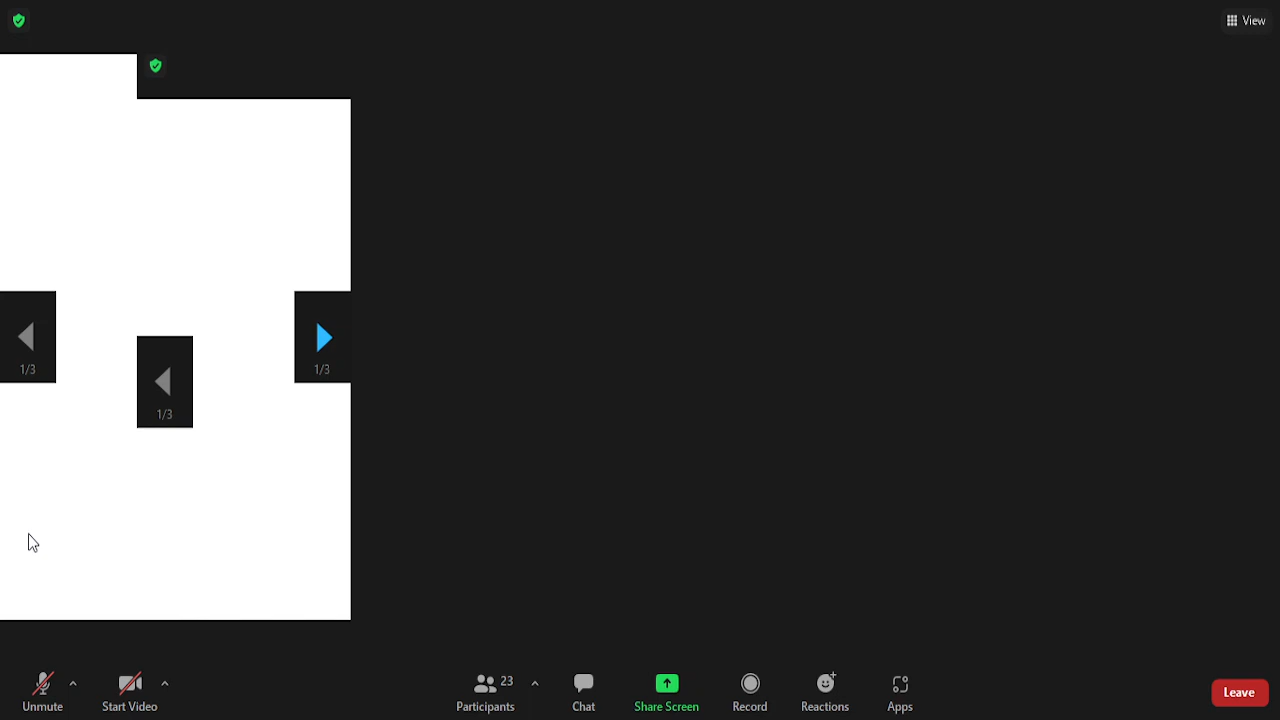 View
1/3
1/3
1/3
Unmute
Start Video
23
Participants
Chat
Share Screen
Record
Reactions
Apps
Leave